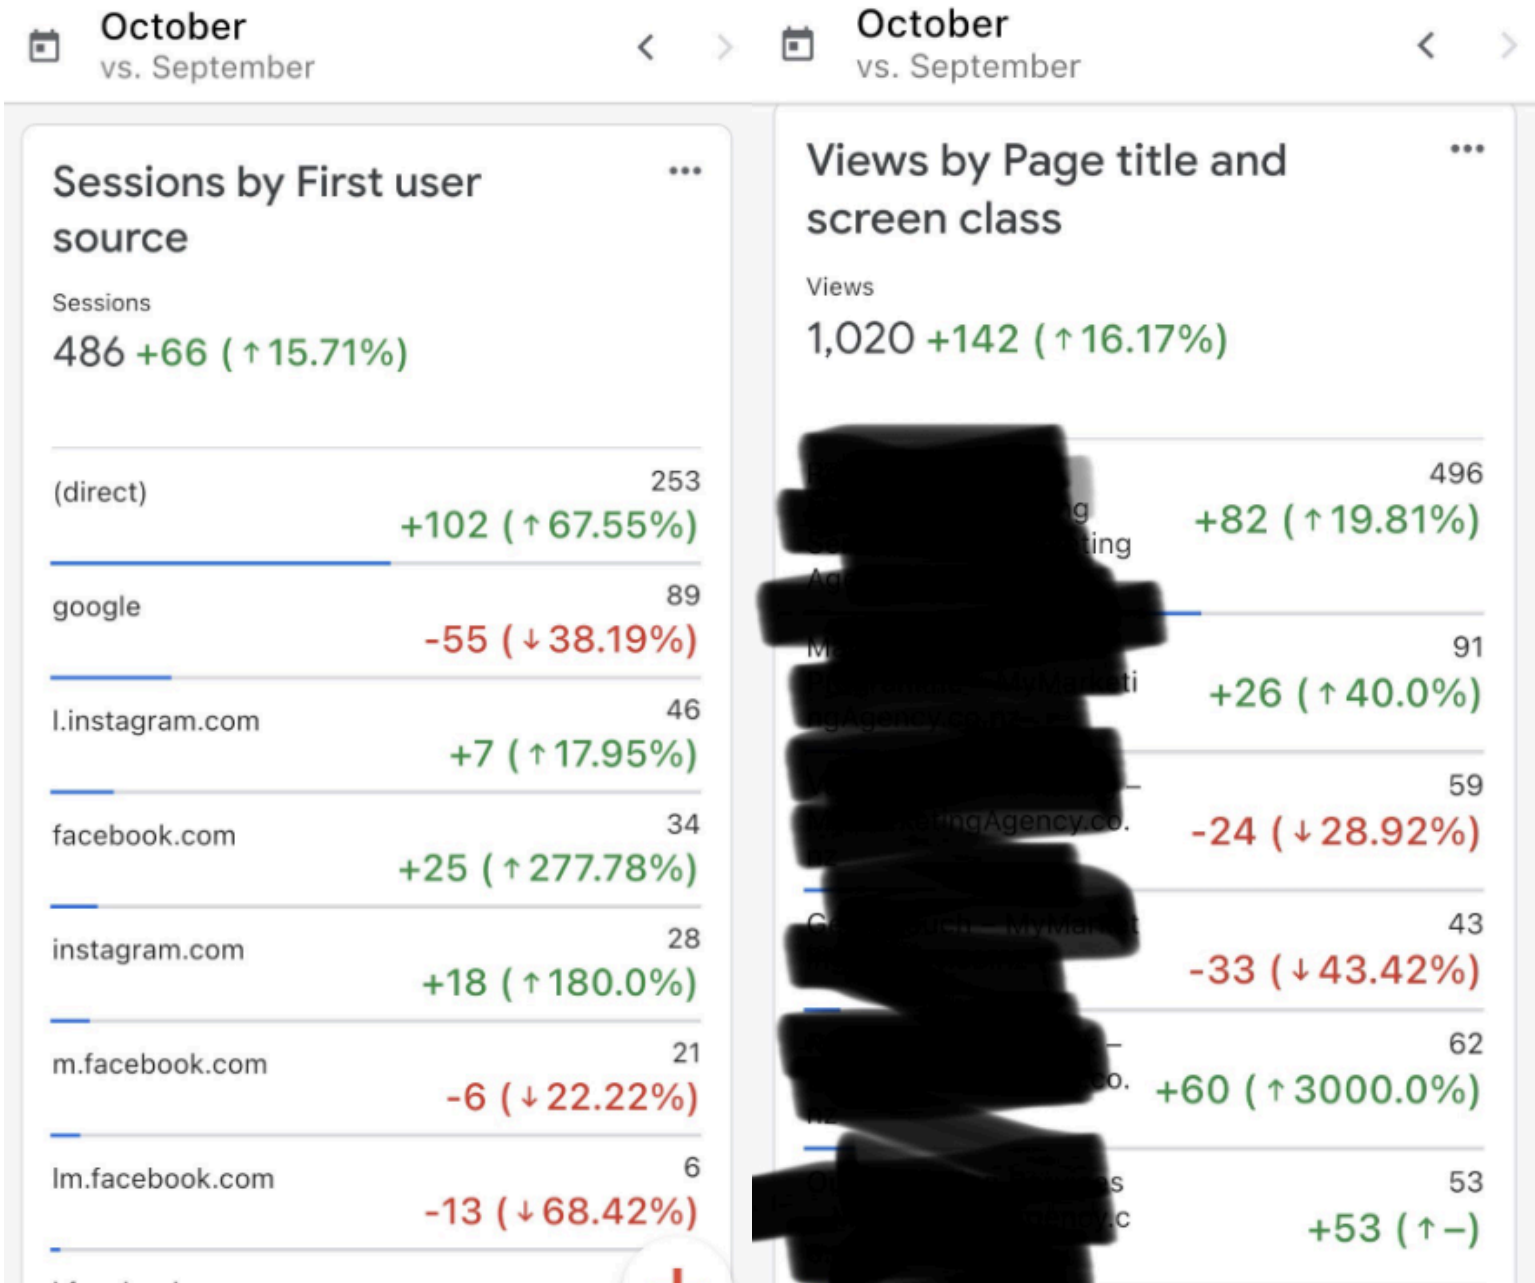 October
vs. September
Sessions by First user
source
Sessions
486 +66 (↑15.71%)
(direct)
253
+102 (↑67.55%)
google
89
-55 (↓38.19%)
l.instagram.com
46
+7 (↑17.95%)
facebook.com
34
+25 (↑277.78%)
instagram.com
28
+18 (↑180.0%)
m.facebook.com
21
-6 (↓22.22%)
lm.facebook.com
6
-13 (↓68.42%)
October
vs. September
Views by Page title and
screen class
Views
1,020 +142 (↑16.17%)
496
+82 (↑19.81%)
91
+26 (↑40.0%)
59
-24 (↓28.92%)
43
-33 (↓43.42%)
62
+60 (↑3000.0%)
53
+53 (↑–)